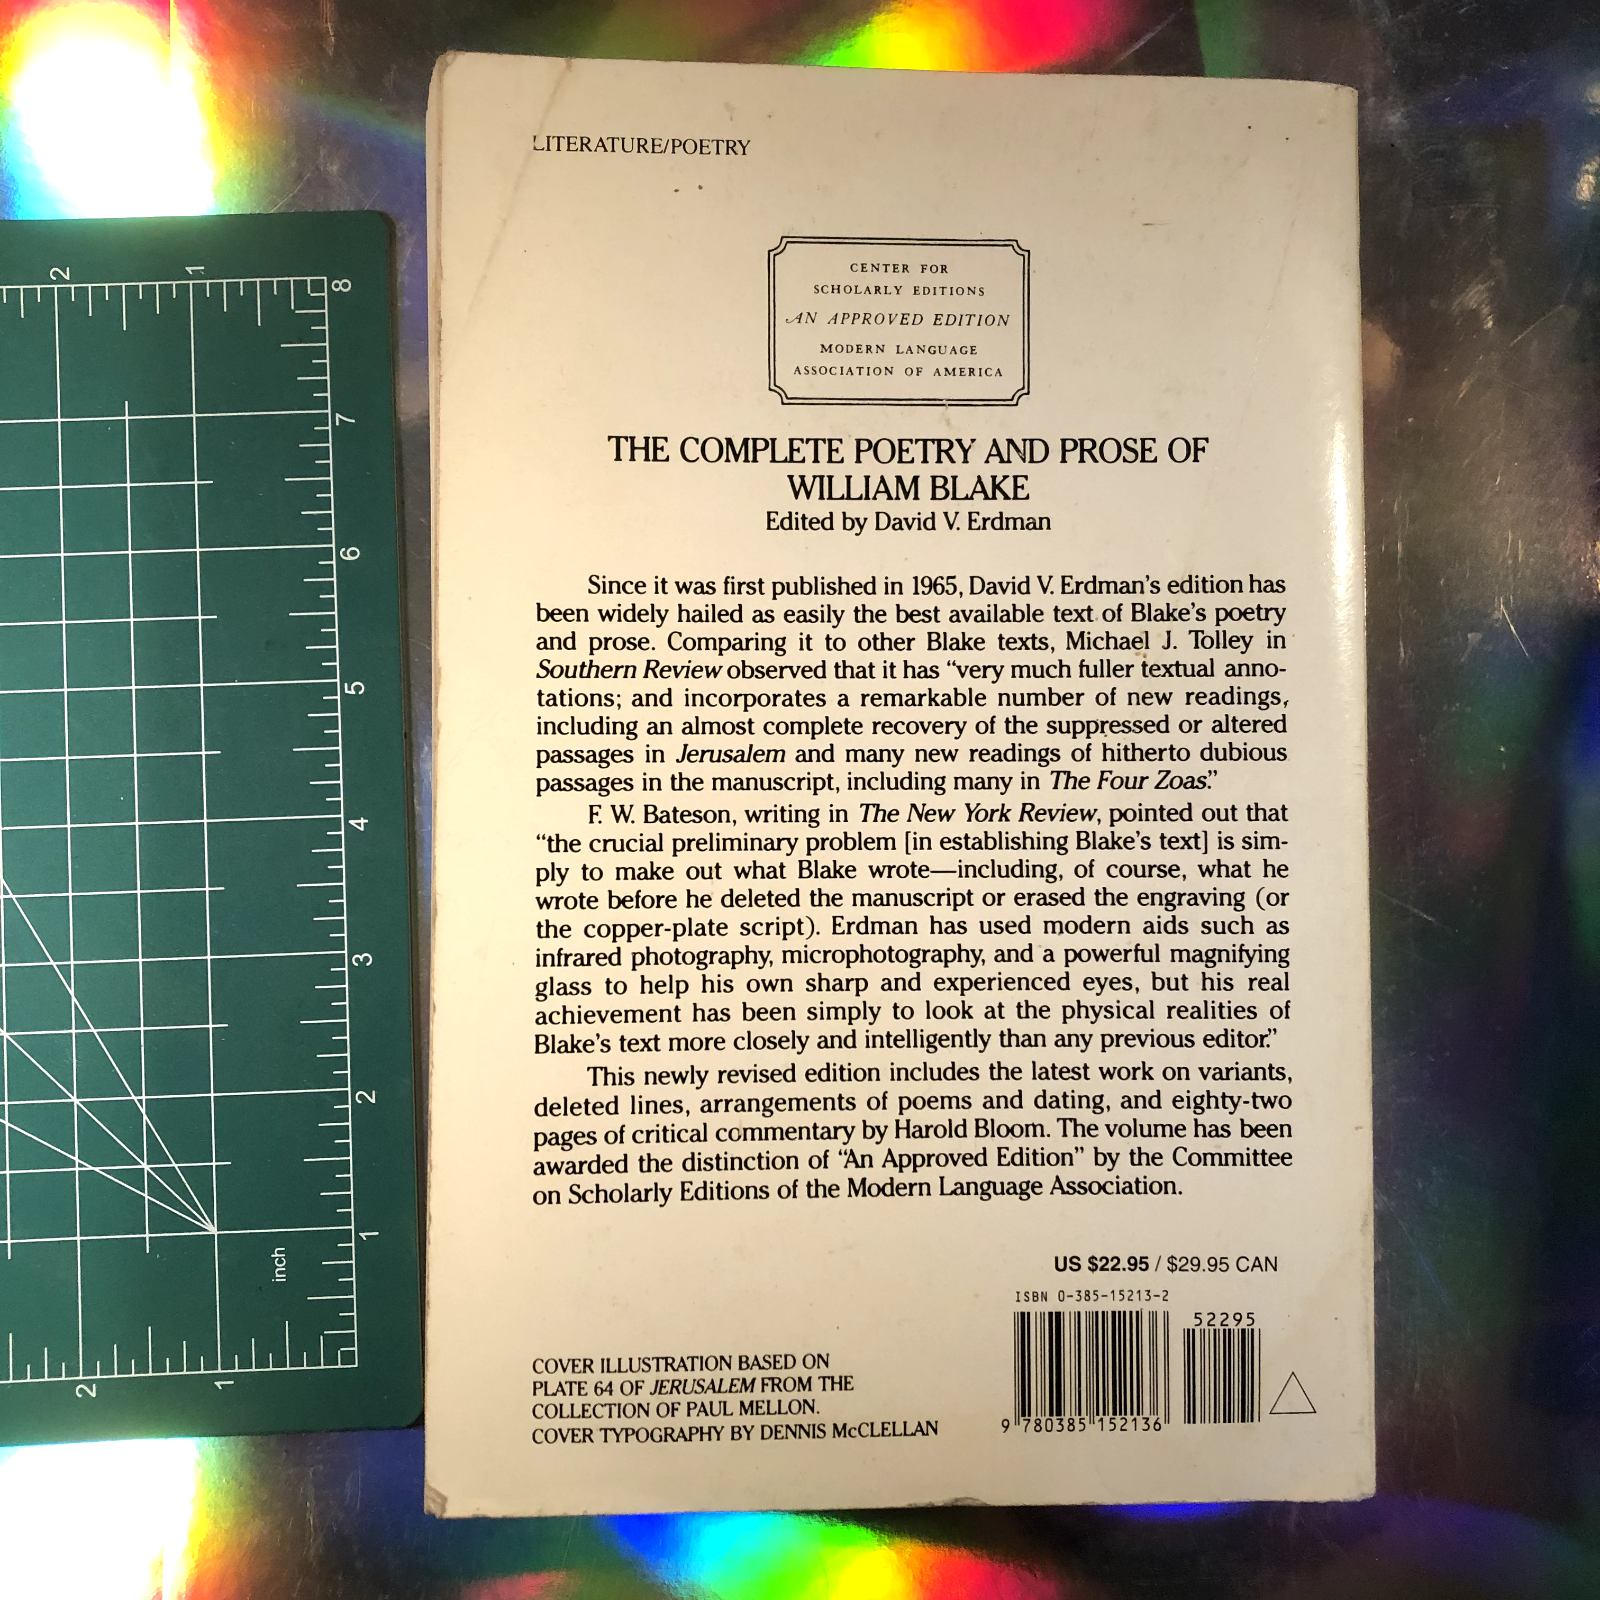 LITERATURE/POETRY
CENTER FOR
SCHOLARLY EDITIONS
AN APPROVED EDITION
MODERN LANGUAGE
ASSOCIATION OF AMERICA
THE COMPLETE POETRY AND PROSE OF
WILLIAM BLAKE
Edited by David V. Erdman
Since it was first published in 1965, David V. Erdman's edition has
been widely hailed as easily the best available text of Blake's poetry
and prose. Comparing it to other Blake texts, Michael J. Tolley in
Southern Review observed that it has "very much fuller textual anno-
tations; and incorporates a remarkable number of new readings,
including an almost complete recovery of the suppressed or altered
passages in Jerusalem and many new readings of hitherto dubious
passages in the manuscript, including many in The Four Zoas."
F. W. Bateson, writing in The New York Review, pointed out that
"the crucial preliminary problem [in establishing Blake's text] is sim-
ply to make out what Blake wrote—including, of course, what he
wrote before he deleted the manuscript or erased the engraving (or
the copper-plate script). Erdman has used modern aids such as
infrared photography, microphotography, and a powerful magnifying
glass to help his own sharp and experienced eyes, but his real
achievement has been simply to look at the physical realities of
Blake's text more closely and intelligently than any previous editor."
This newly revised edition includes the latest work on variants,
deleted lines, arrangements of poems and dating, and eighty-two
pages of critical commentary by Harold Bloom. The volume has been
awarded the distinction of "An Approved Edition" by the Committee
on Scholarly Editions of the Modern Language Association.
US $22.95 / $29.95 CAN
ISBN 0-385-15213-2
52295
9 780385 152136
COVER ILLUSTRATION BASED ON
PLATE 64 OF JERUSALEM FROM THE
COLLECTION OF PAUL MELLON.
COVER TYPOGRAPHY BY DENNIS McCLELLAN
2 1
8
7
6
5
4
3
2
1
inch
2 1